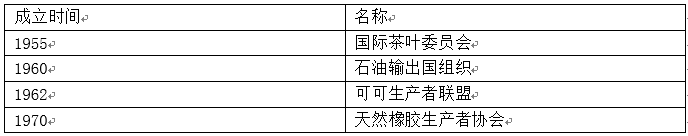 成立时间 名称
1955 国际茶叶委员会
1960 石油输出国组织
1962 可可生产者联盟
1970 天然橡胶生产者协会